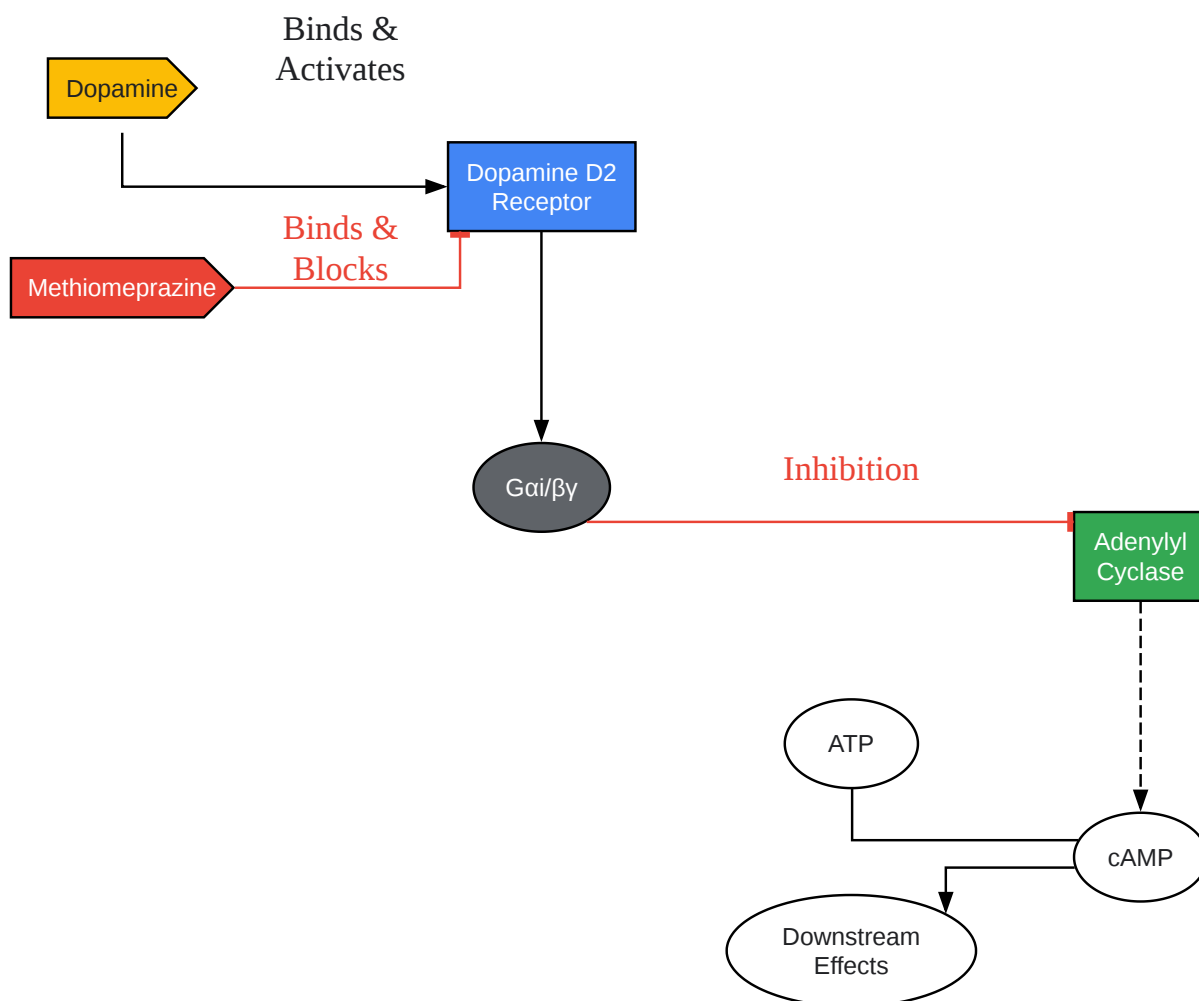 Binds &
Activates
Dopamine
Dopamine D2
Receptor
Binds &
Blocks
Methiomeprazine
Inhibition
Gαi/βγ
Adenylyl
Cyclase
ATP
cAMP
Downstream
Effects